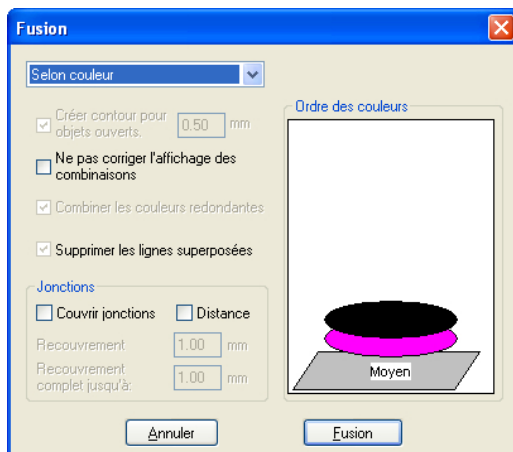 Fusion
Selon couleur
Créer contour pour
objets ouverts.
0.50 mm
Ne pas corriger l'affichage des
combinaisons
Combiner les couleurs redondantes
Supprimer les lignes superposées
Jonctions
Couvrir jonctions Distance
Recouvrement 1.00 mm
Recouvrement
complet jusqu'à: 1.00 mm
Ordre des couleurs
Moyen
Annuler Fusion